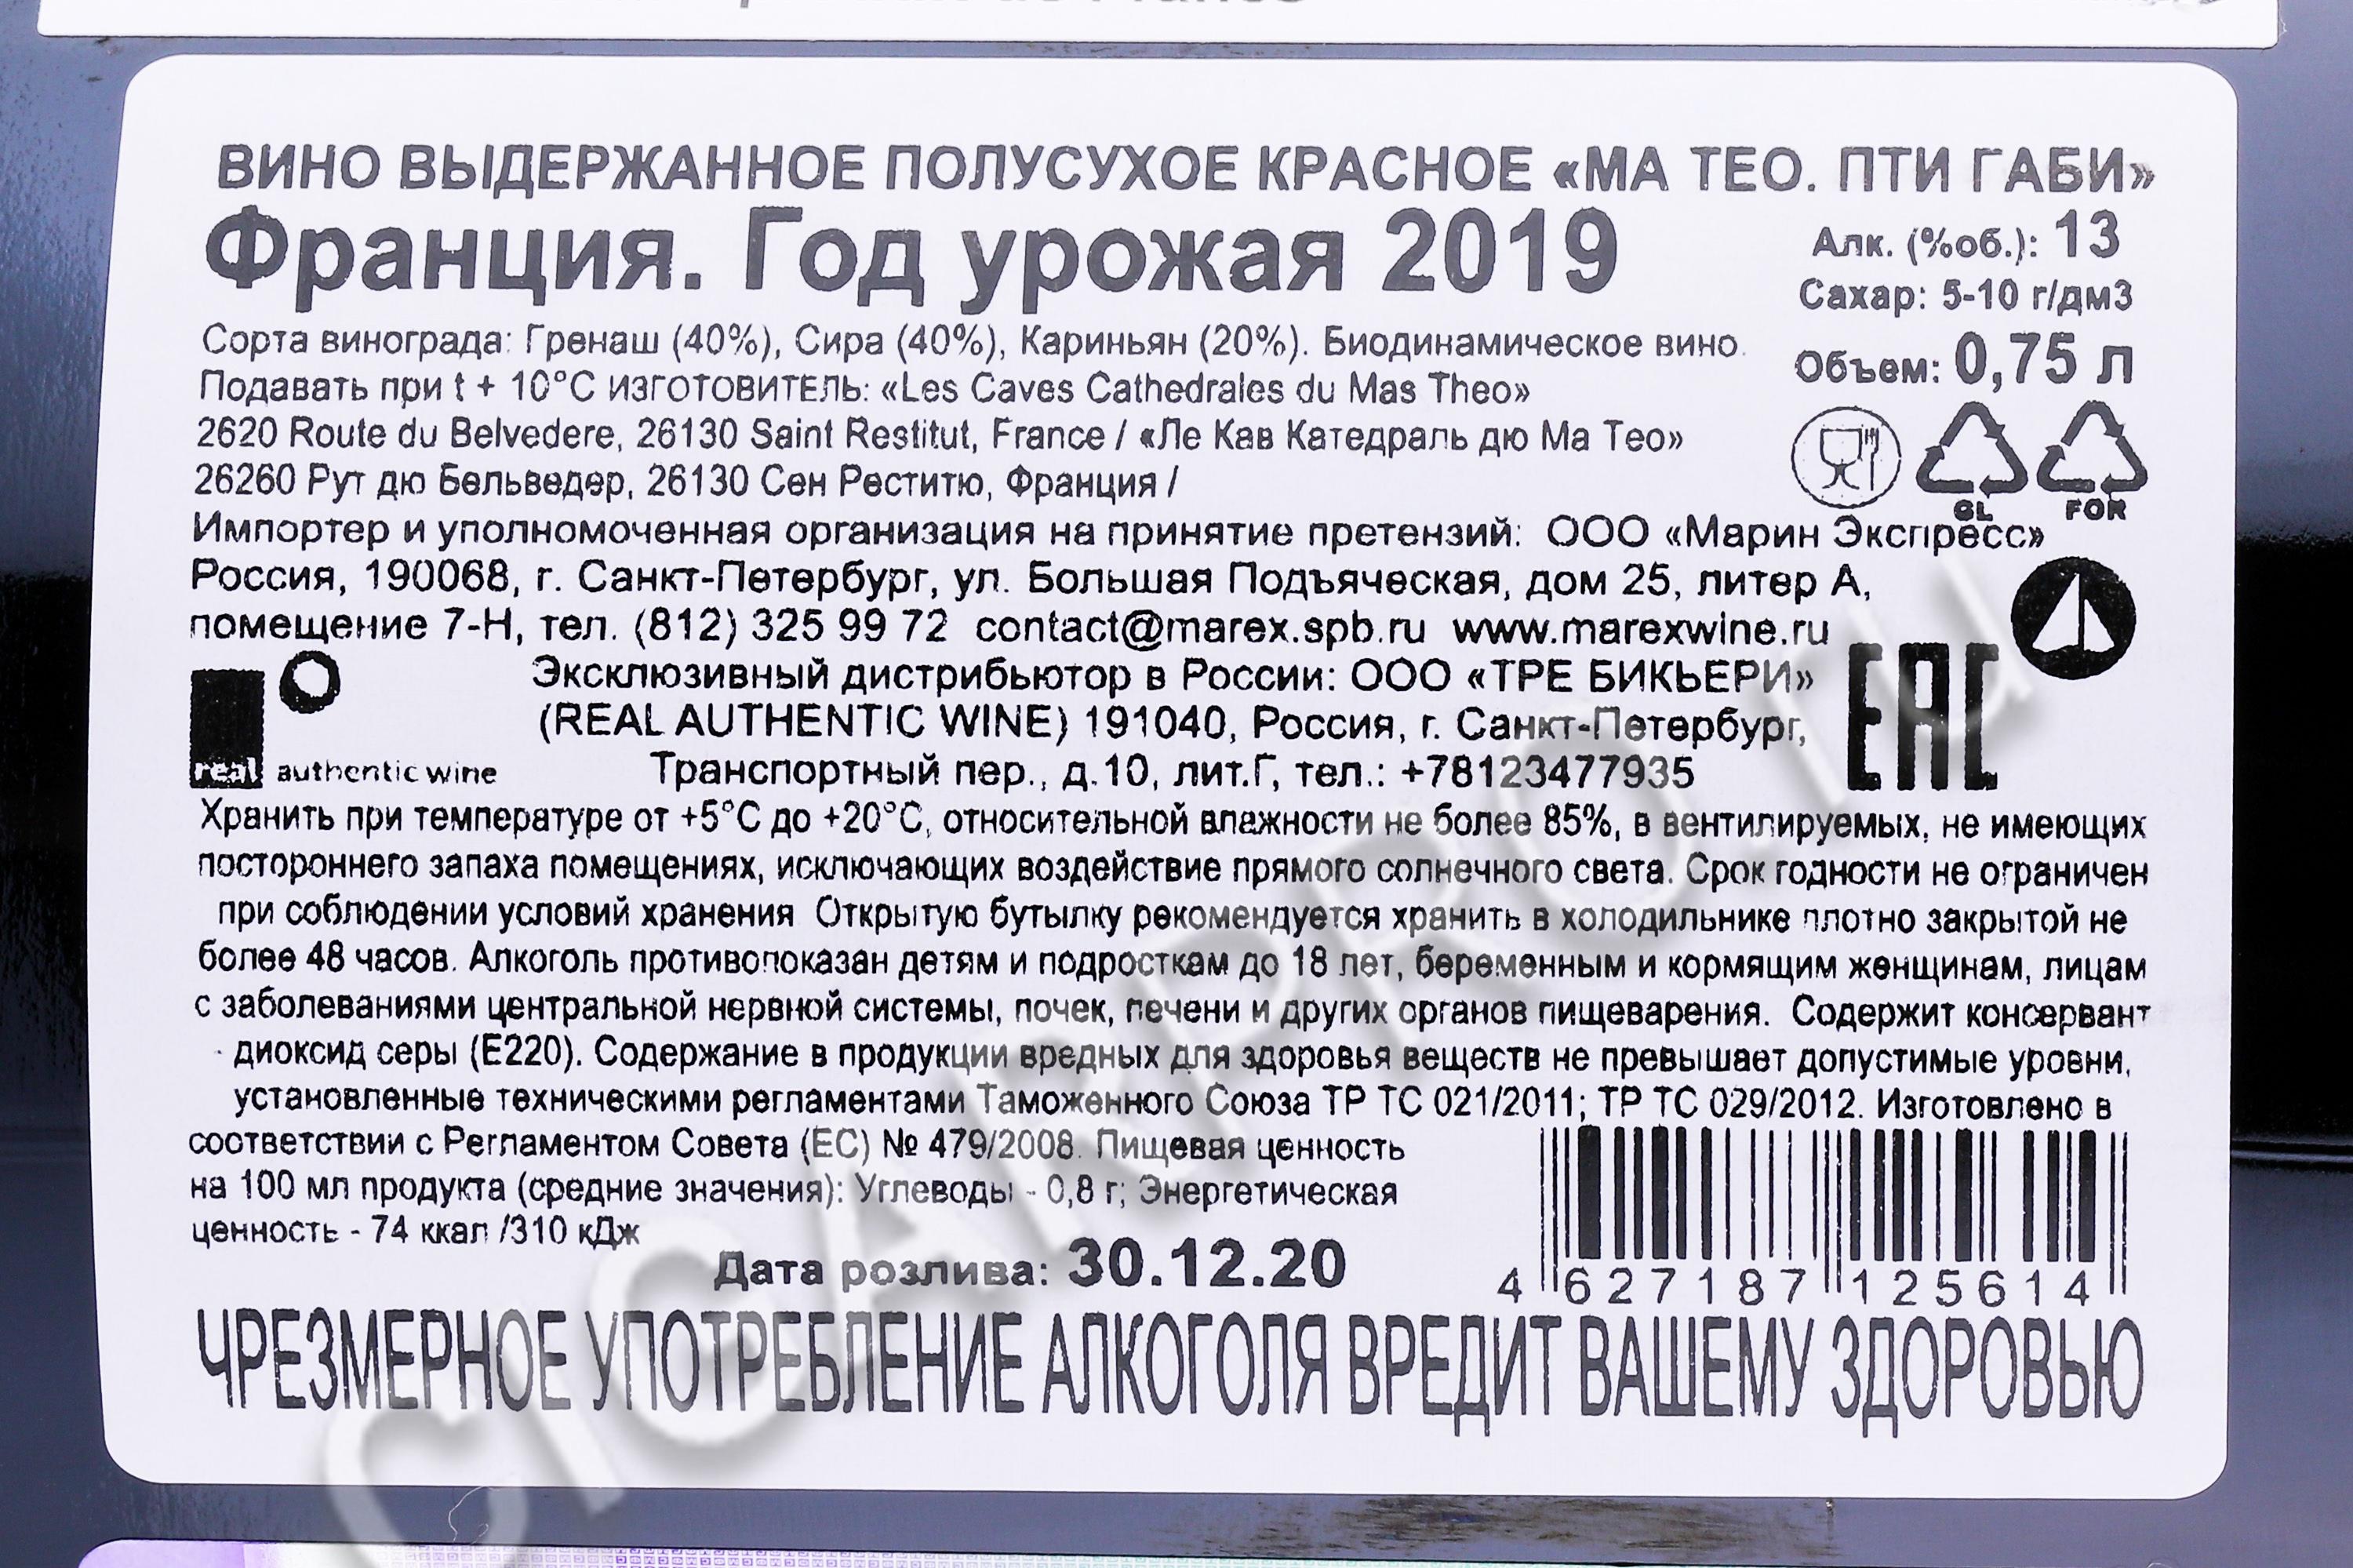 ВИНО ВЫДЕРЖАННОЕ ПОЛУСУХОЕ КРАСНОЕ «МА ТЕО. ПТИ ГАБИ»
Франция. Год урожая 2019
Алк. (%об.): 13
Сахар: 5-10 г/дм3
Объем: 0,75 л
Сорта винограда: Гренаш (40%), Сира (40%), Кариньян (20%). Биодинамическое вино.
Подавать при t + 10°C ИЗГОТОВИТЕЛЬ: «Les Caves Cathedrales du Mas Theo»
2620 Route du Belvedere, 26130 Saint Restitut, France / «Ле Кав Катедраль дю Ма Тео»
26260 Рут дю Бельведер, 26130 Сен Реститю, Франция /
GL FOR
Импортер и уполномоченная организация на принятие претензий: ООО «Марин Экспресс»
Россия, 190068, г. Санкт-Петербург, ул. Большая Подъяческая, дом 25, литер А,
помещение 7-Н, тел. (812) 325 99 72 contact@marex.spb.ru www.marexwine.ru
Эксклюзивный дистрибьютор в России: ООО «ТРЕ БИКЬЕРИ»
(REAL AUTHENTIC WINE) 191040, Россия, г. Санкт-Петербург,
Транспортный пер., д.10, лит.Г, тел.: +78123477935
real authentic wine
EAC
Хранить при температуре от +5°C до +20°C, относительной влажности не более 85%, в вентилируемых, не имеющих
постороннего запаха помещениях, исключающих воздействие прямого солнечного света. Срок годности не ограничен
при соблюдении условий хранения Открытую бутылку рекомендуется хранить в холодильнике плотно закрытой не
более 48 часов. Алкоголь противопоказан детям и подросткам до 18 лет, беременным и кормящим женщинам, лицам
с заболеваниями центральной нервной системы, почек, печени и других органов пищеварения. Содержит консервант
- диоксид серы (Е220). Содержание в продукции вредных для здоровья веществ не превышает допустимые уровни,
установленные техническими регламентами Таможенного Союза ТР ТС 021/2011; ТР ТС 029/2012. Изготовлено в
соответствии с Регламентом Совета (ЕС) № 479/2008. Пищевая ценность
на 100 мл продукта (средние значения): Углеводы - 0,8 г; Энергетическая
ценность - 74 ккал /310 кДж
Дата розлива: 30.12.20
4 627187 125614
ЧРЕЗМЕРНОЕ УПОТРЕБЛЕНИЕ АЛКОГОЛЯ ВРЕДИТ ВАШЕМУ ЗДОРОВЬЮ
CIGARPRO.ru